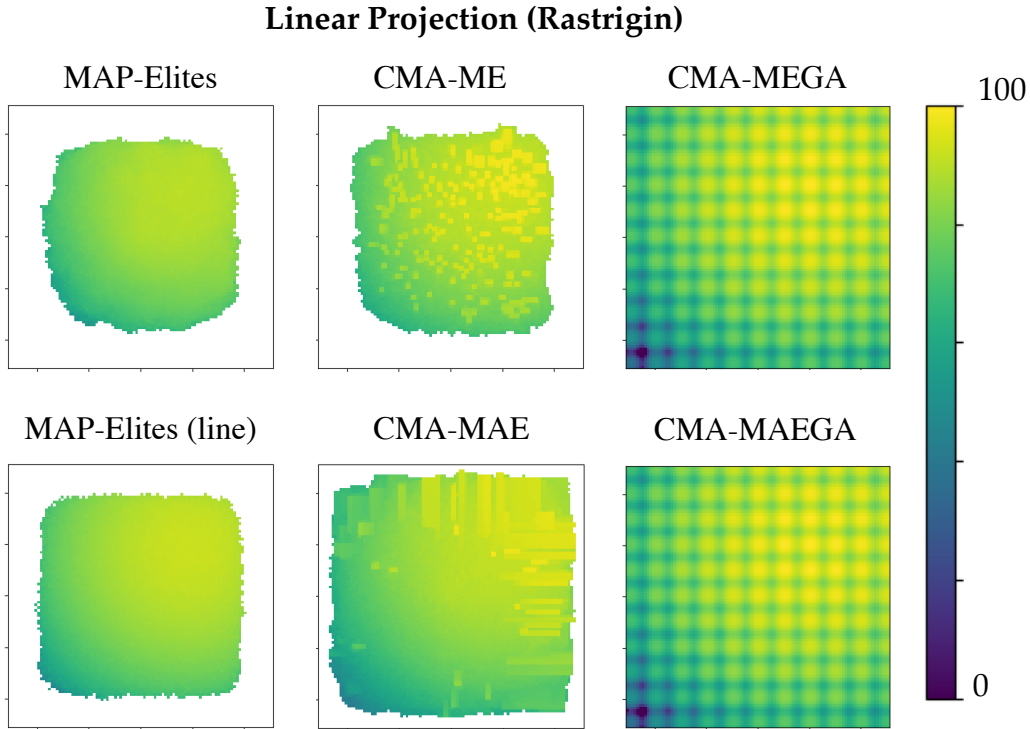 Linear Projection (Rastrigin)
MAP-Elites
CMA-ME
CMA-MEGA
100
MAP-Elites (line)
CMA-MAE
CMA-MAEGA
0